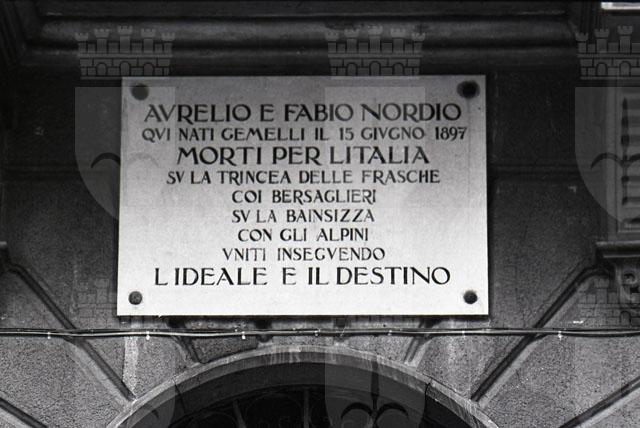 AVRELIO E FABIO NORDIO
QVI NATI GEMELLI IL 15 GIVGNO 1897
MORTI PER L'ITALIA
SV LA TRINCEA DELLE FRASCHE
COI BERSAGLIERI
SV LA BAINSIZZA
CON GLI ALPINI
VNITI INSEGVENDO
L'IDEALE E IL DESTINO